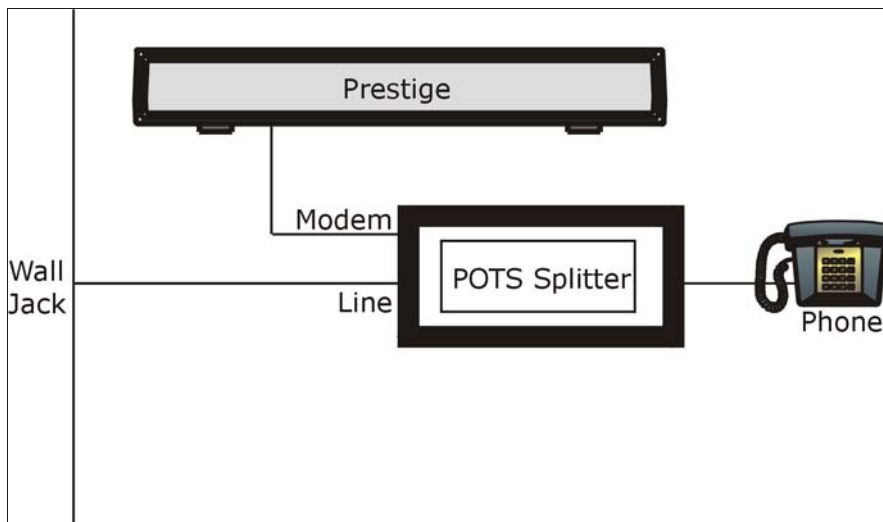 Prestige
Modem
POTS Splitter
Wall
Jack
Line
Phone